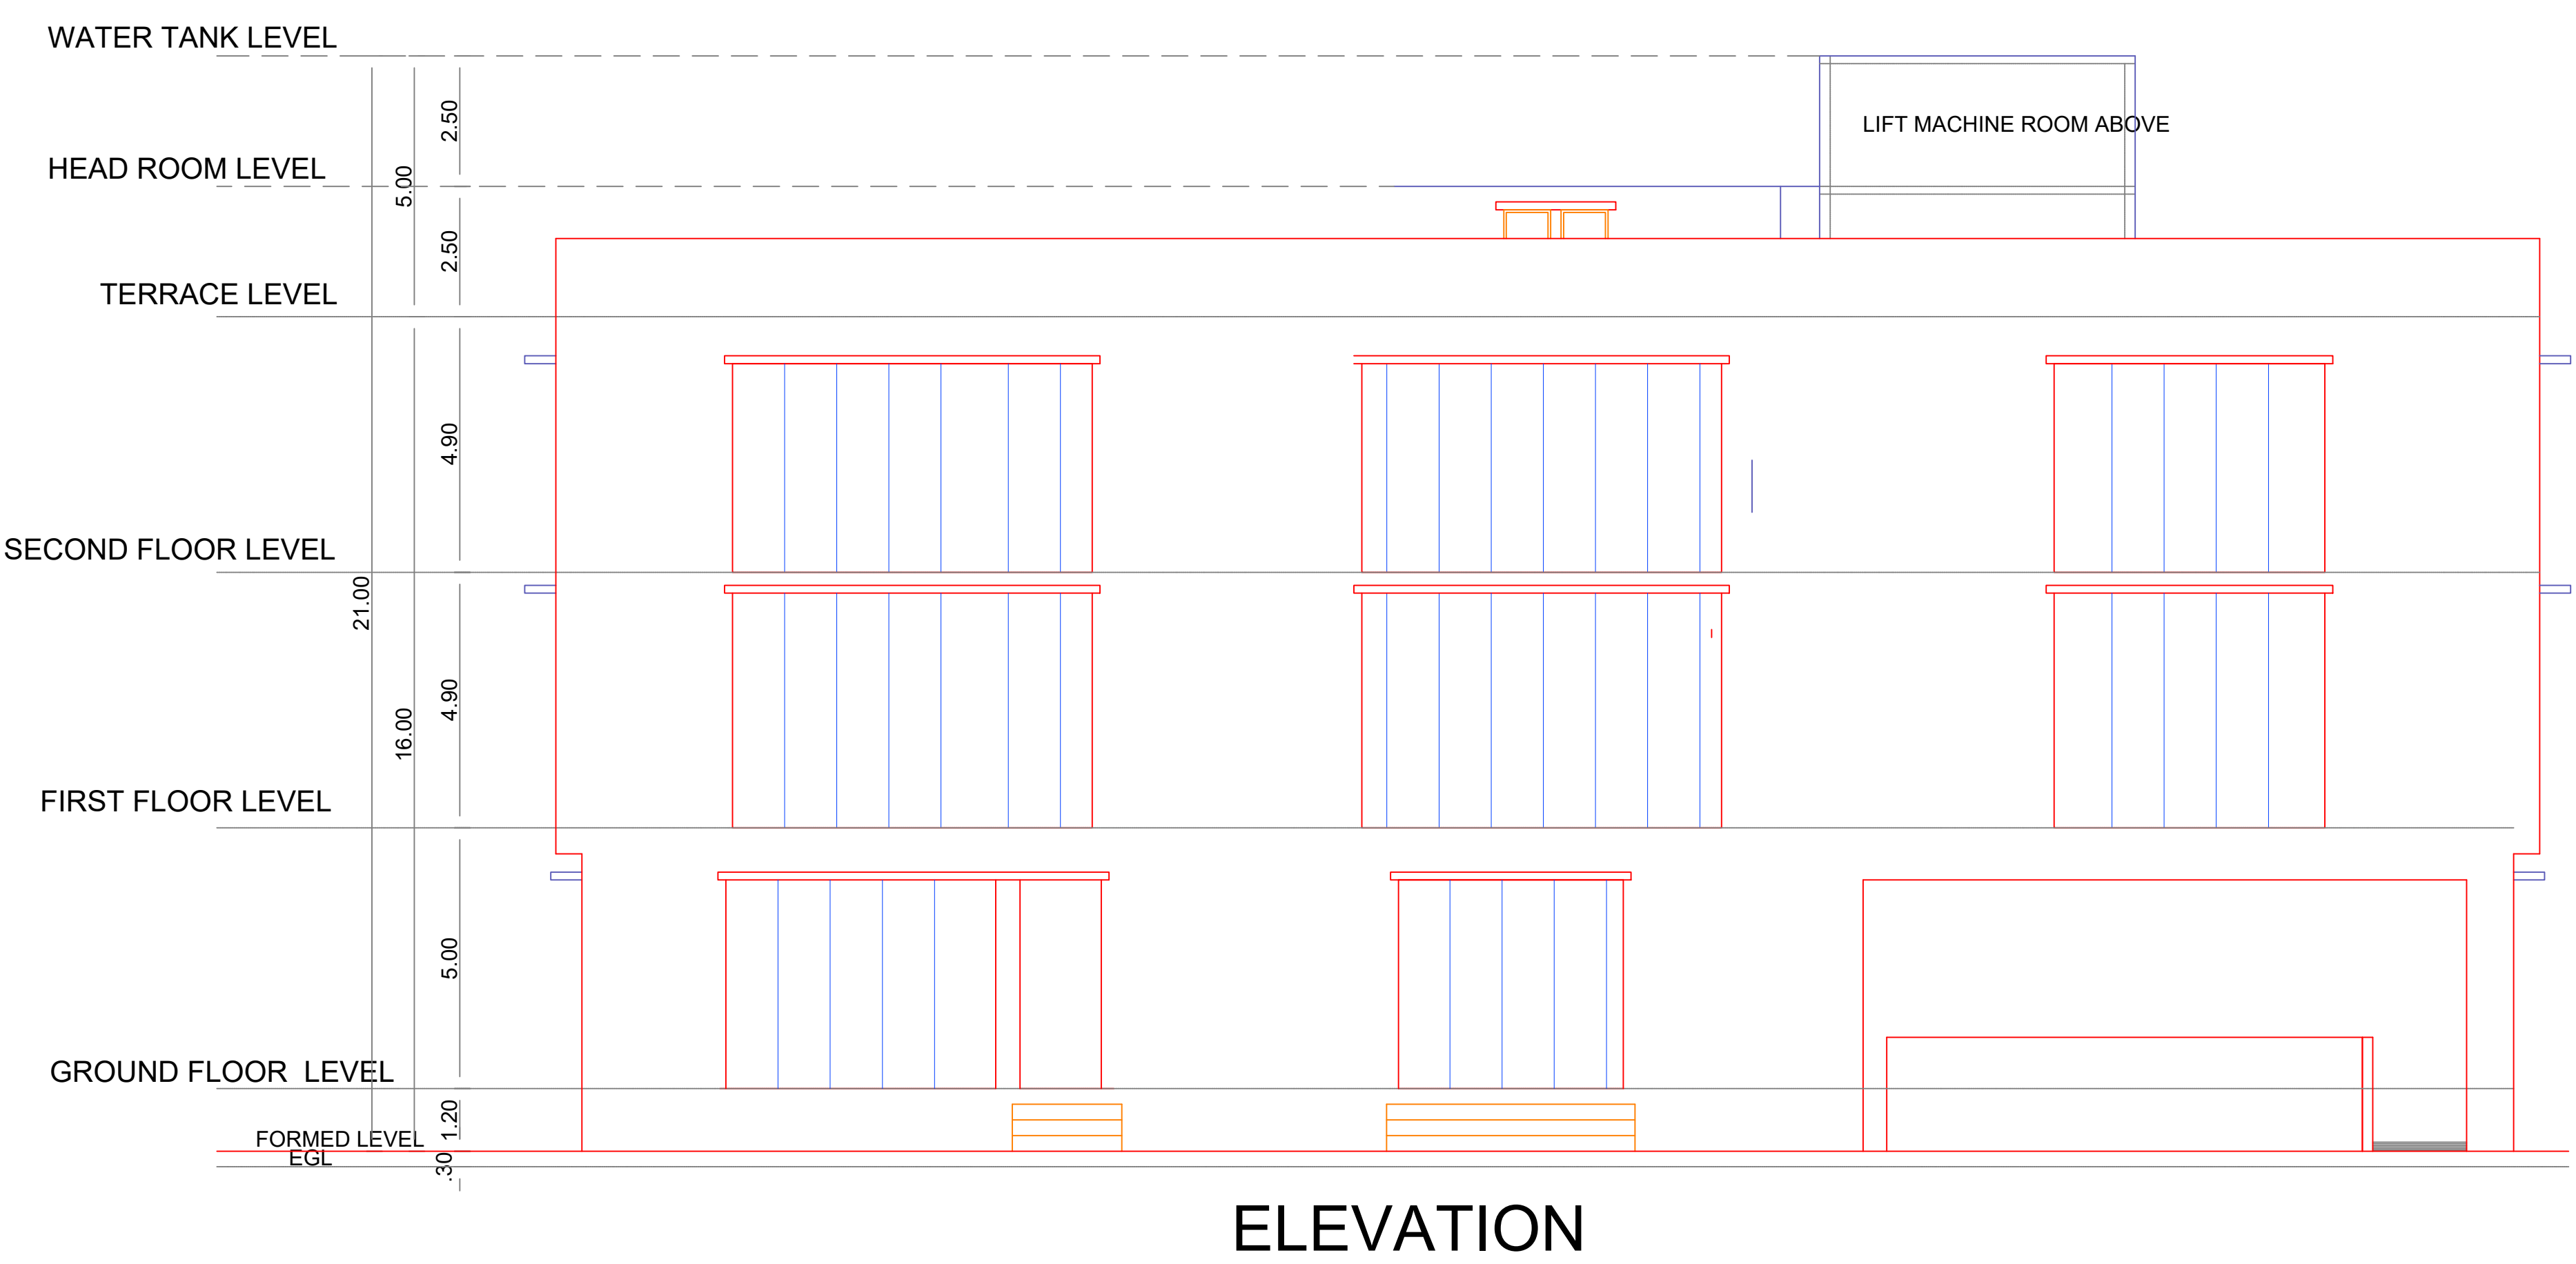 WATER TANK LEVEL
2.50
LIFT MACHINE ROOM ABOVE
HEAD ROOM LEVEL
5.00
2.50
TERRACE LEVEL
4.90
SECOND FLOOR LEVEL
21.00
4.90
16.00
FIRST FLOOR LEVEL
5.00
GROUND FLOOR  LEVEL
1.20
FORMED LEVEL
EGL
.30
ELEVATION